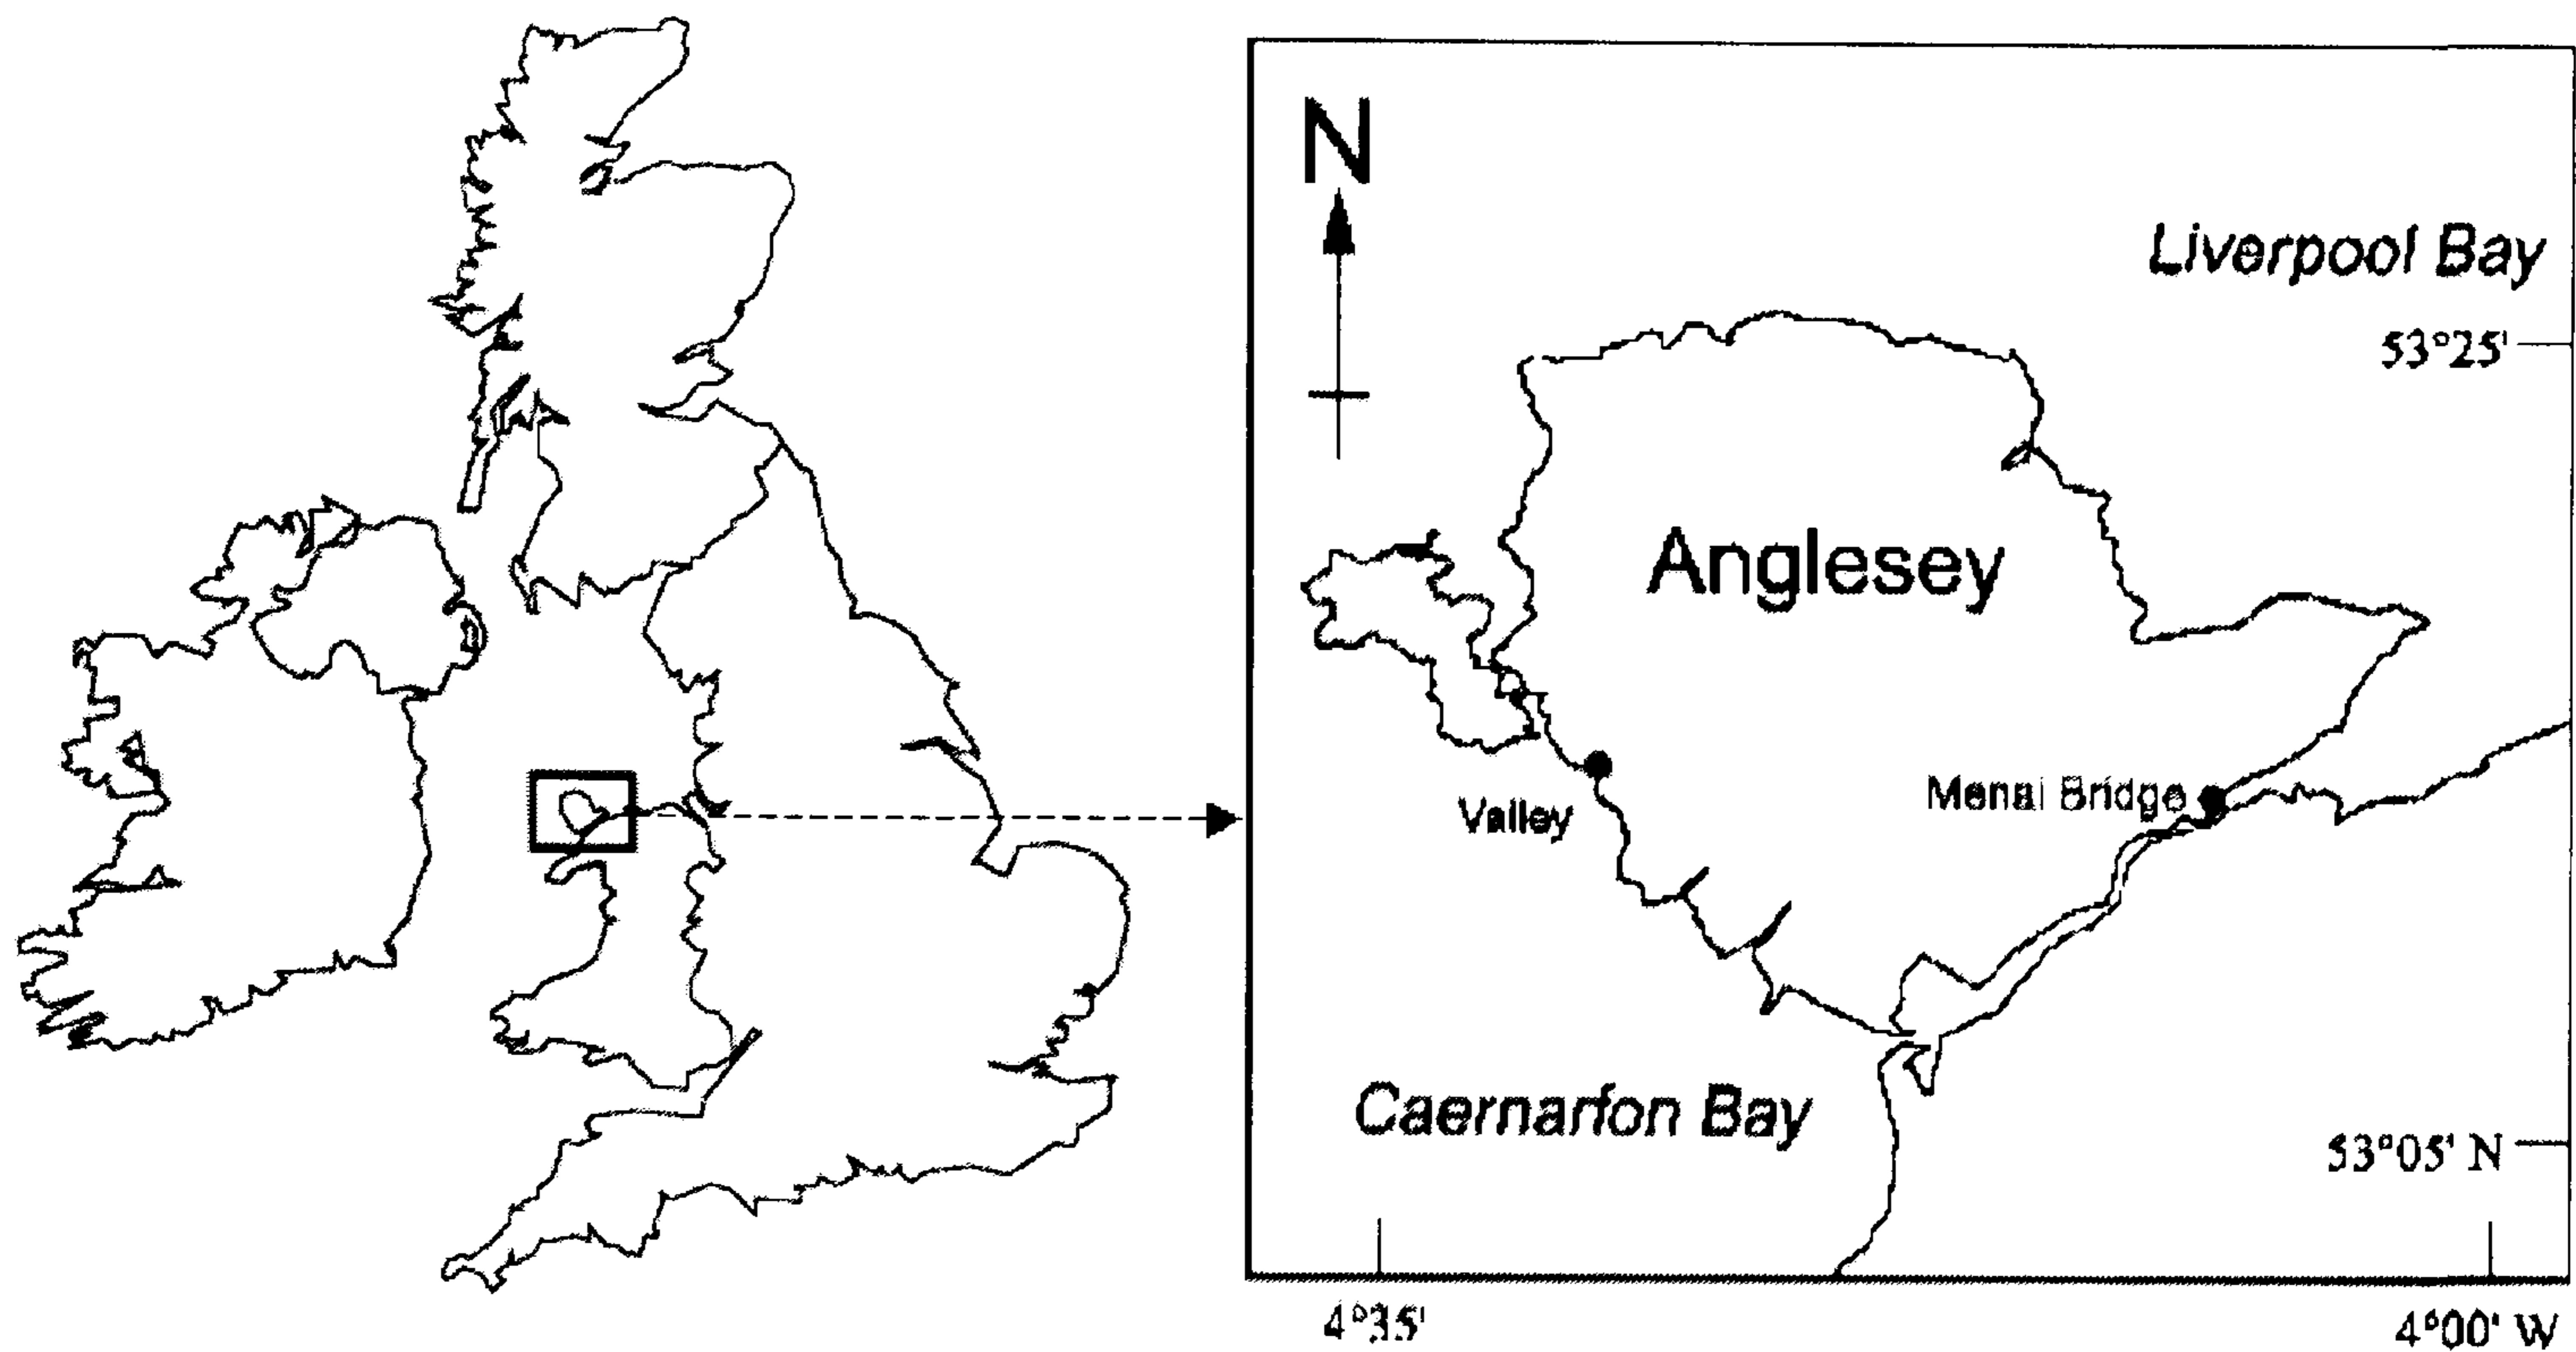 N
Liverpool Bay
53°25'
Anglesey
Menai Bridge
Valley
Caernarfon Bay
53°05' N
4°35'
4°00' W